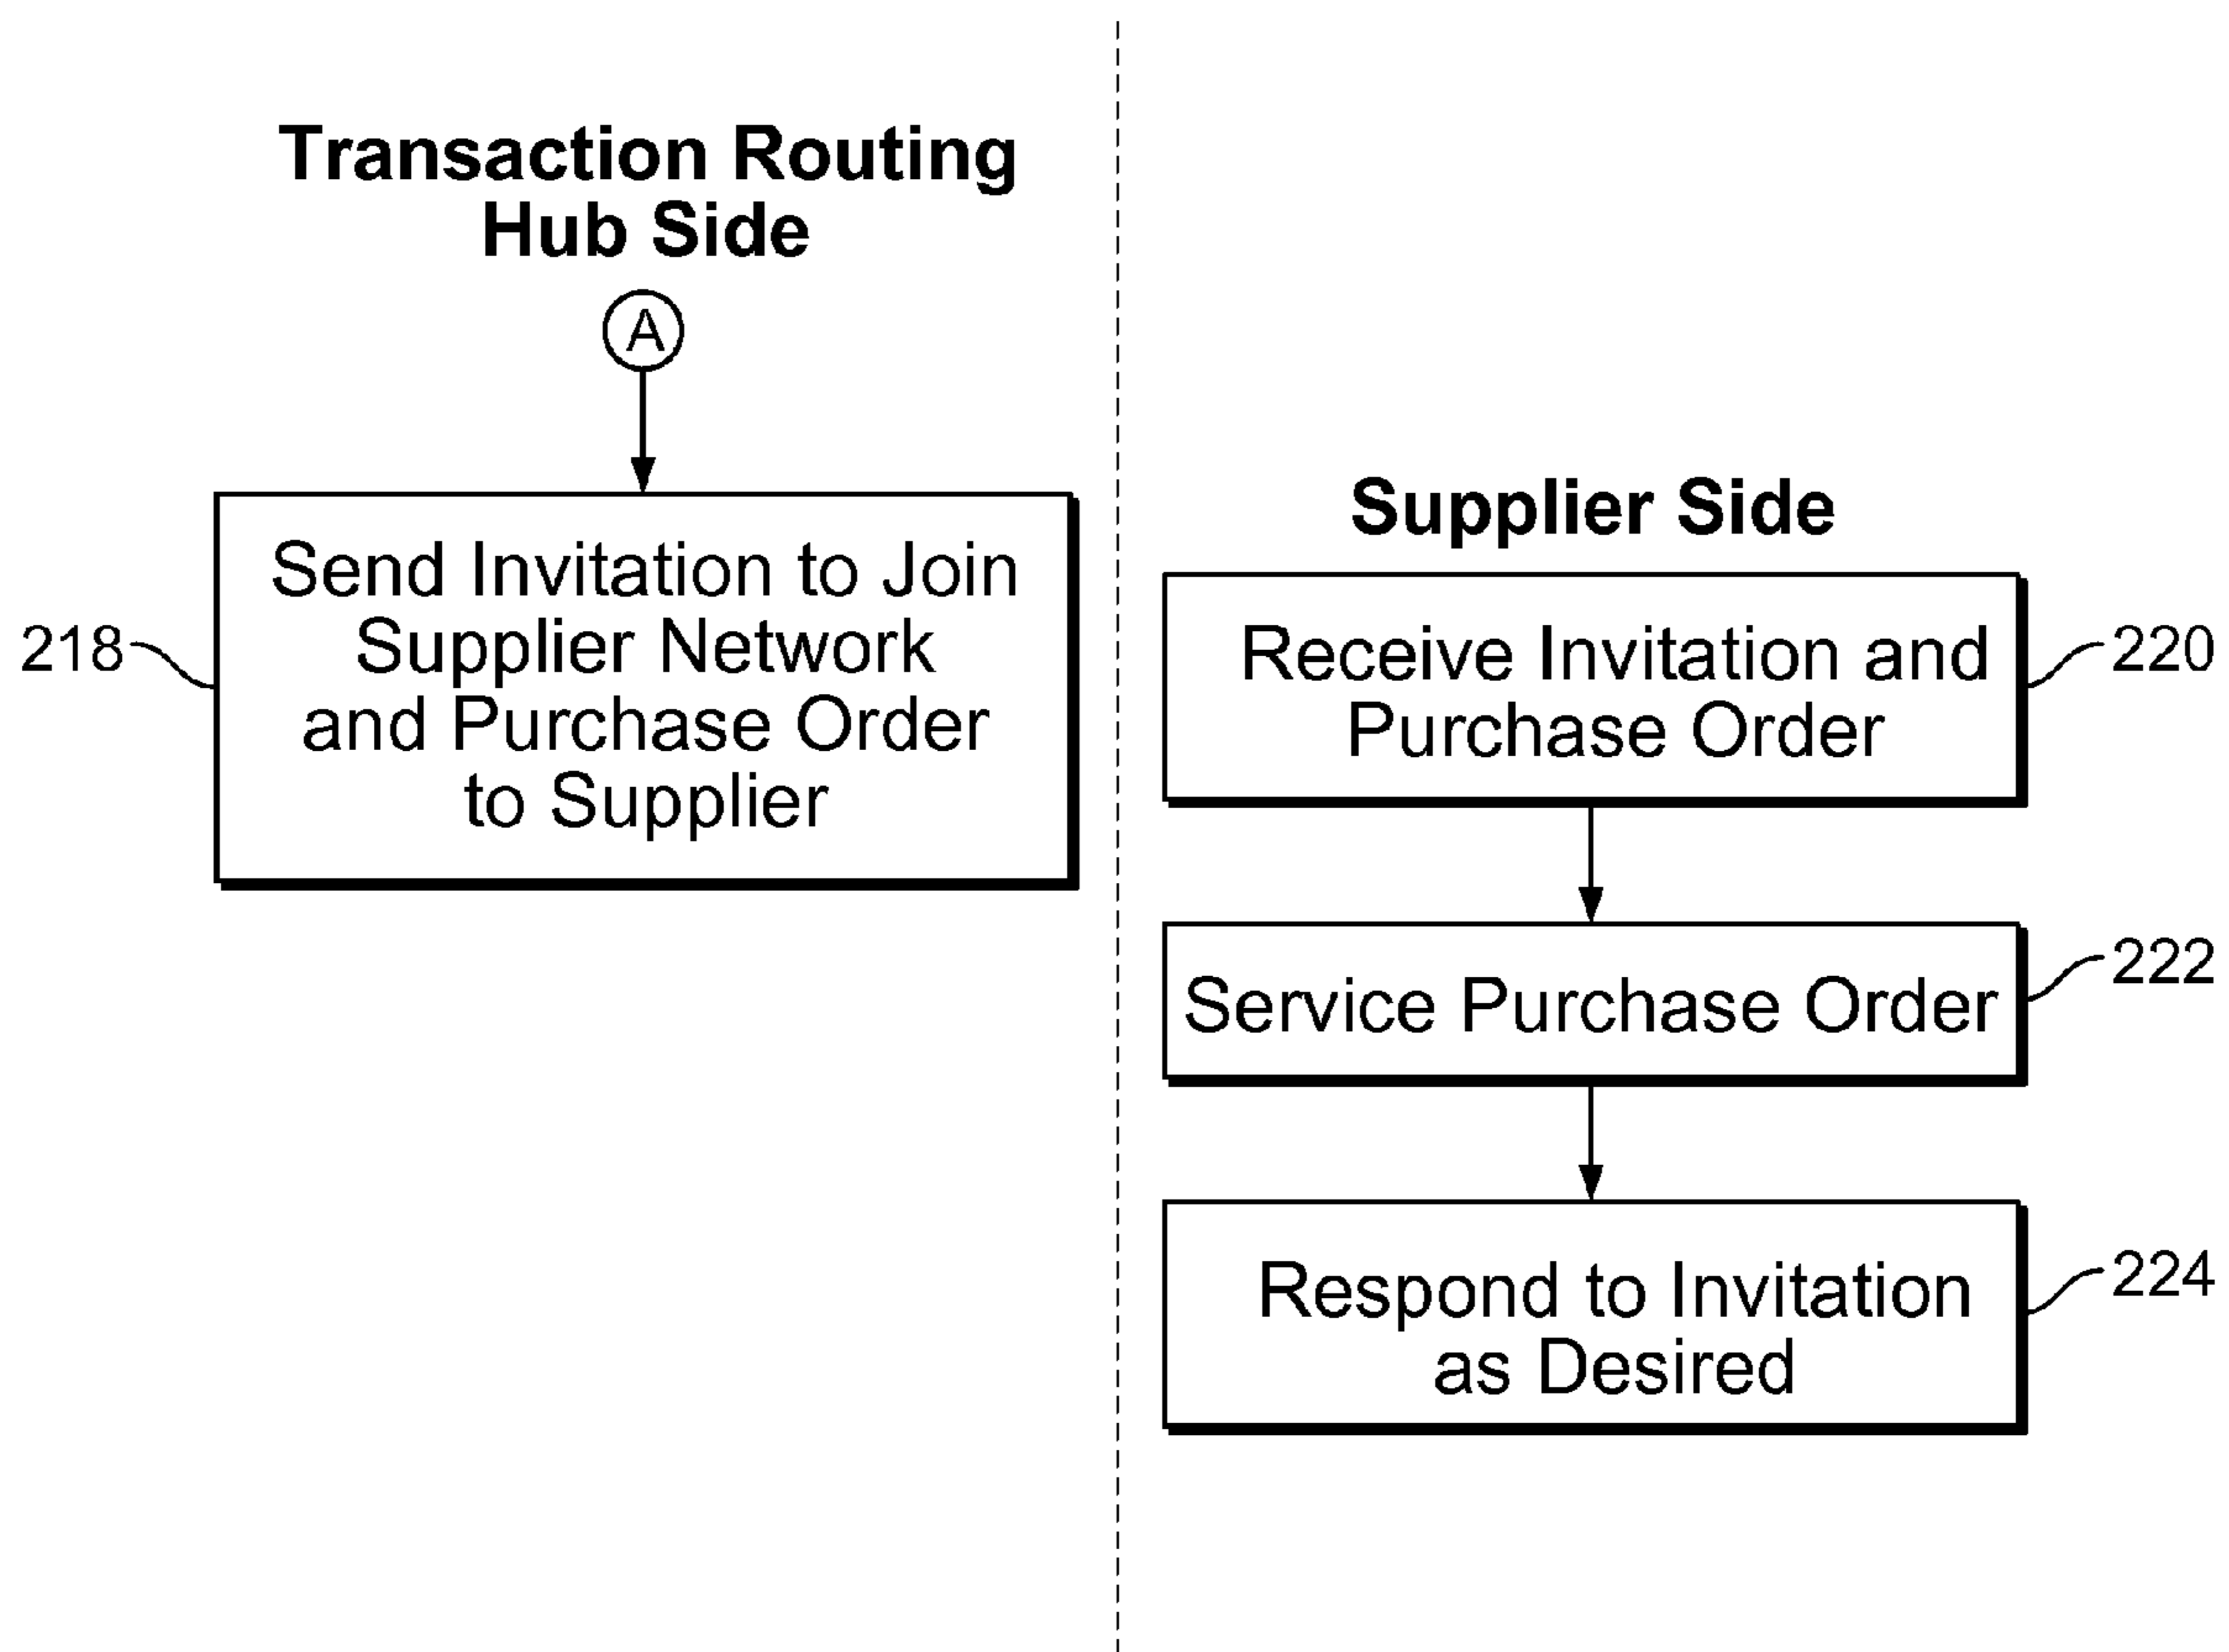 Transaction Routing
Hub Side
A
218
Send Invitation to Join
Supplier Network
and Purchase Order
to Supplier
Supplier Side
Receive Invitation and
Purchase Order
220
Service Purchase Order
222
Respond to Invitation
as Desired
224